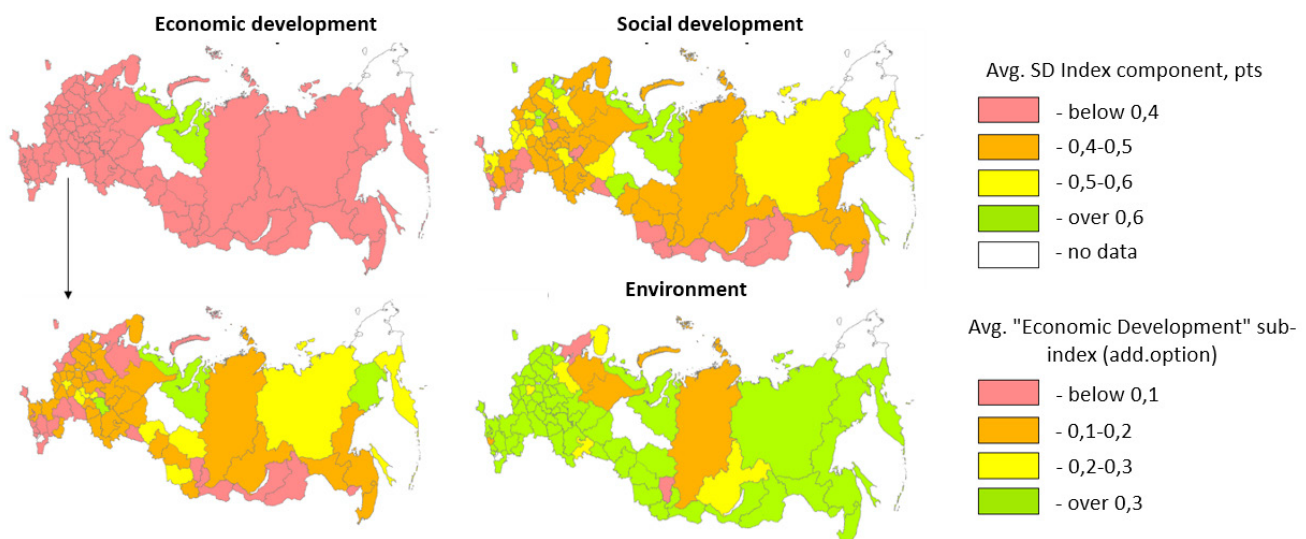 Economic development
Social development
Environment
Avg. SD Index component, pts
- below 0,4
- 0,4-0,5
- 0,5-0,6
- over 0,6
- no data
Avg. "Economic Development" sub-
index (add.option)
- below 0,1
- 0,1-0,2
- 0,2-0,3
- over 0,3